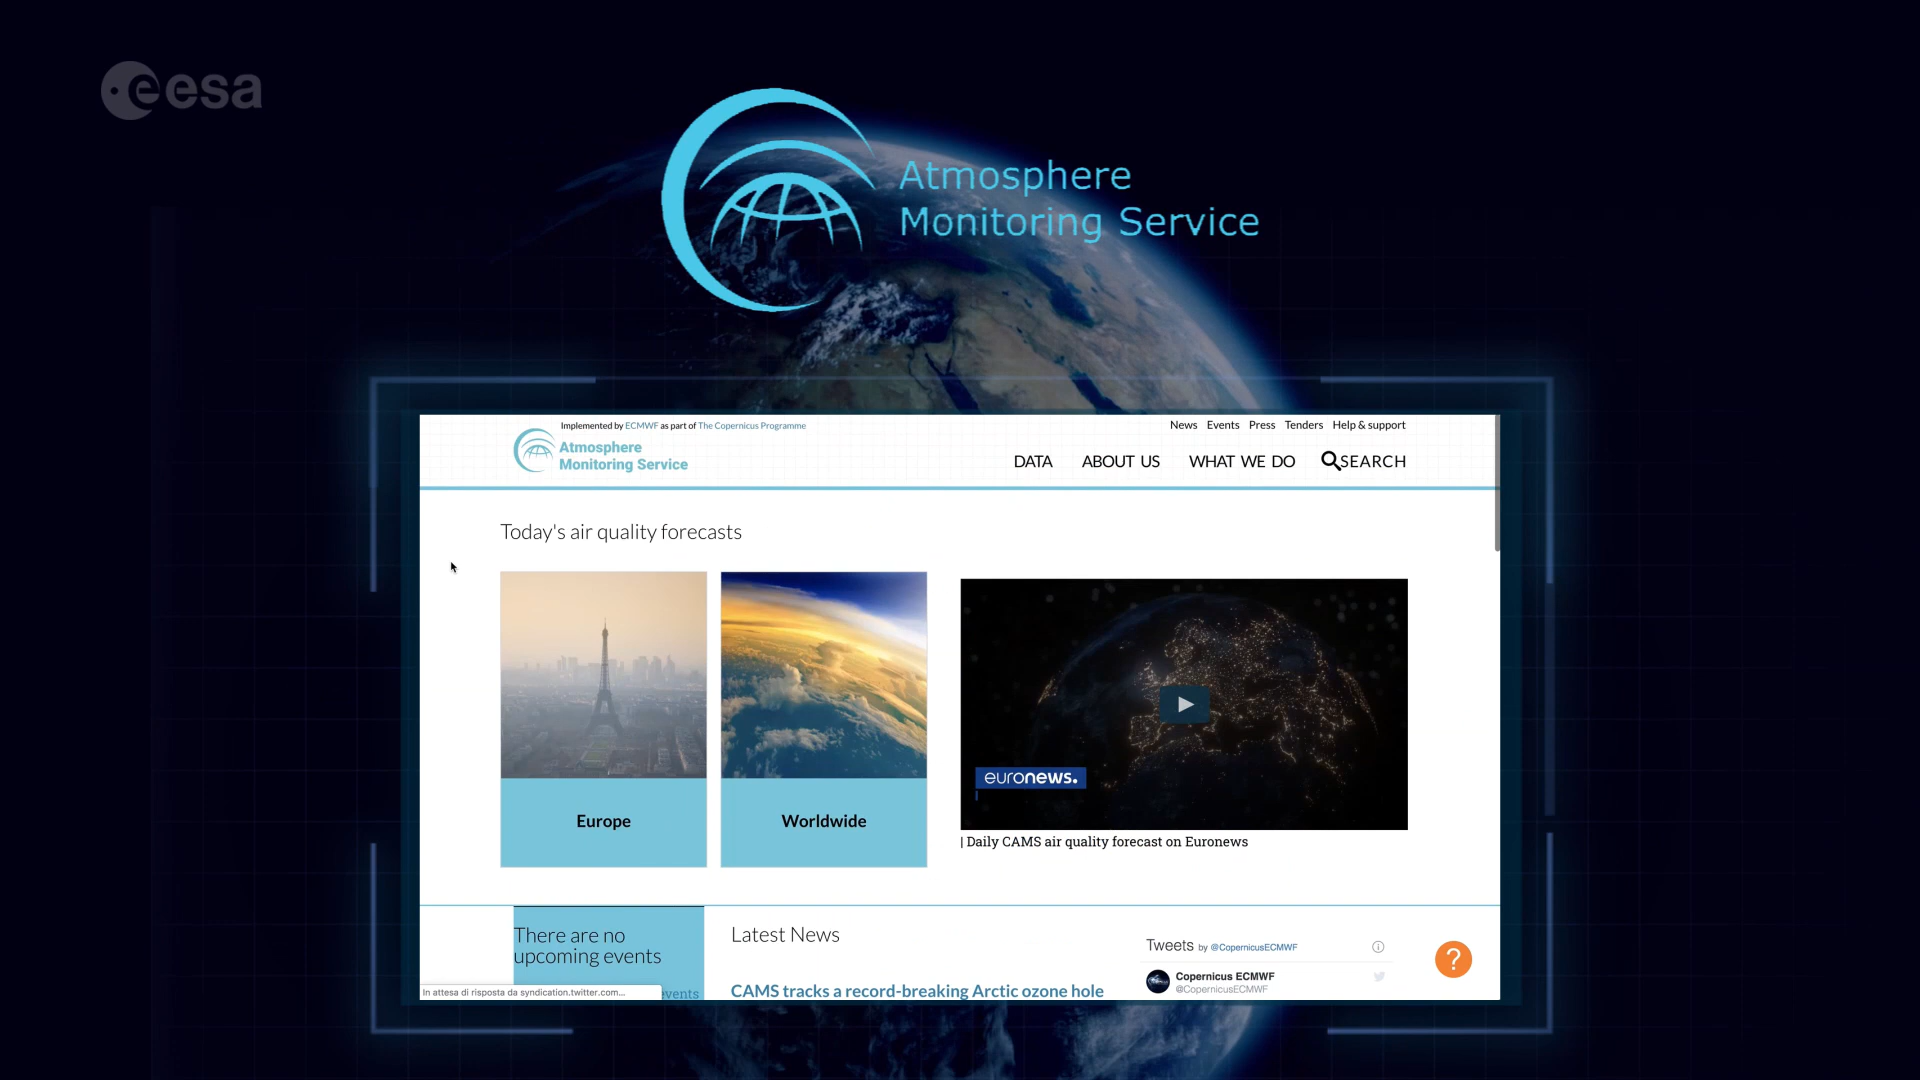 esa
Atmosphere
Monitoring Service
Implemented by ECMWF as part of The Copernicus Programme
News Events Press Tenders Help & support
Atmosphere
Monitoring Service
DATA ABOUT US WHAT WE DO SEARCH
Today's air quality forecasts
euronews.
Europe
Worldwide
| Daily CAMS air quality forecast on Euronews
There are no
upcoming events
events
Latest News
CAMS tracks a record-breaking Arctic ozone hole
Tweets by @CopernicusECMWF
Copernicus ECMWF
@CopernicusECMWF
?
In attesa di risposta da syndication.twitter.com...